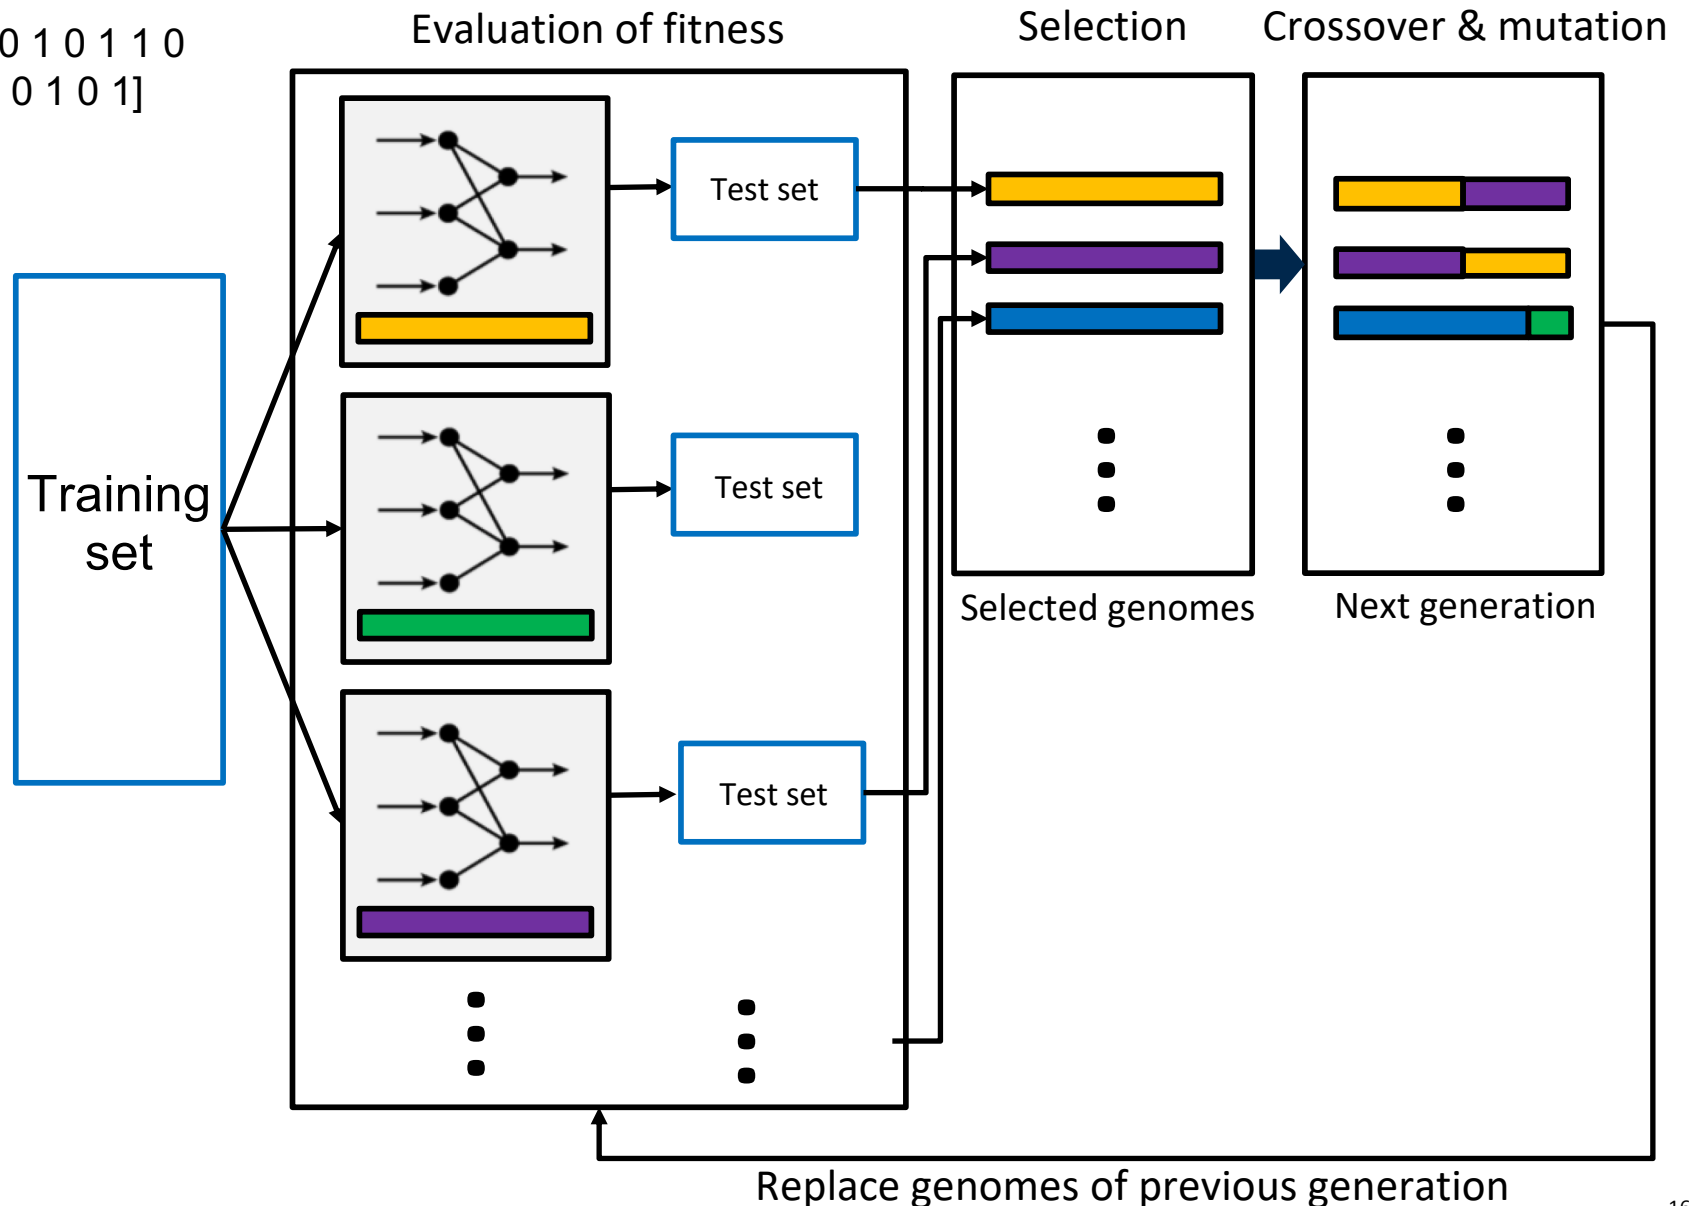 0 1 0 1 1 0
0 1 0 1]
Evaluation of fitness
Selection
Crossover & mutation
Training
set
Test set
Test set
Test set
Selected genomes
Next generation
Replace genomes of previous generation